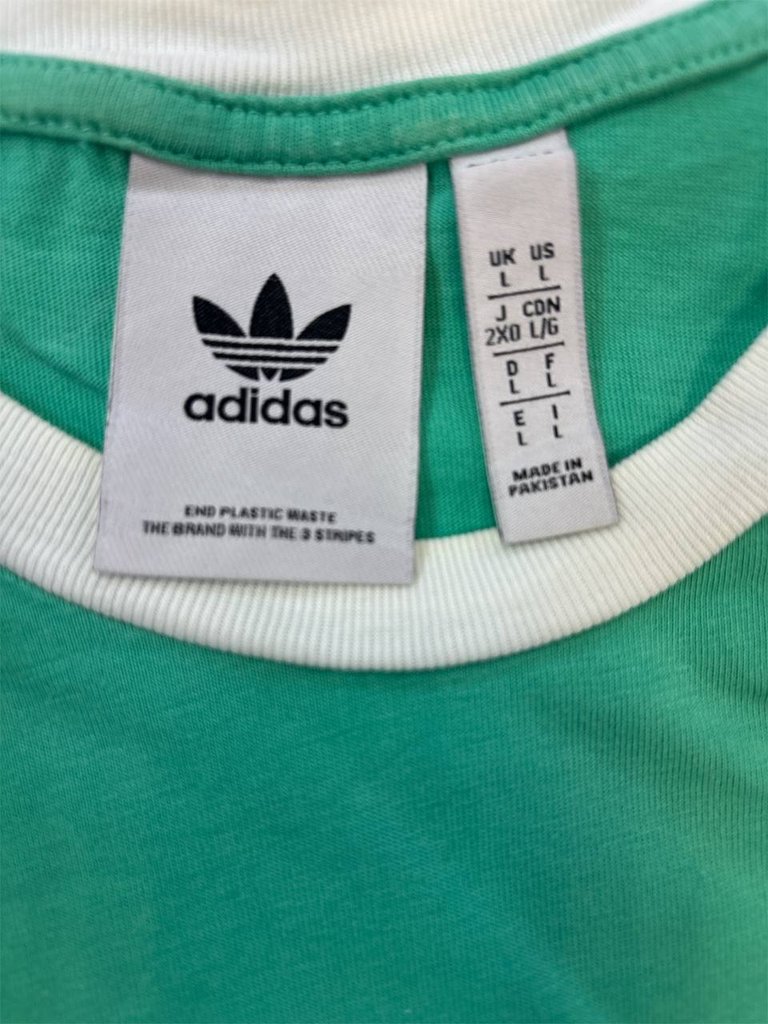 adidas
END PLASTIC WASTE
THE BRAND WITH THE 3 STRIPES
UK US
L L
J CDN
2XO L/G
D F
L L
E I
L L
MADE IN
PAKISTAN